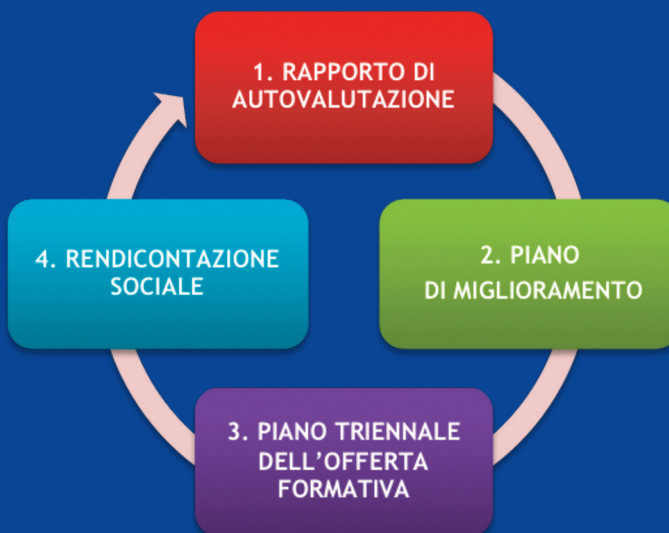 1. RAPPORTO DI
AUTOVALUTAZIONE
2. PIANO
DI MIGLIORAMENTO
3. PIANO TRIENNALE
DELL’OFFERTA
FORMATIVA
4. RENDICONTAZIONE
SOCIALE